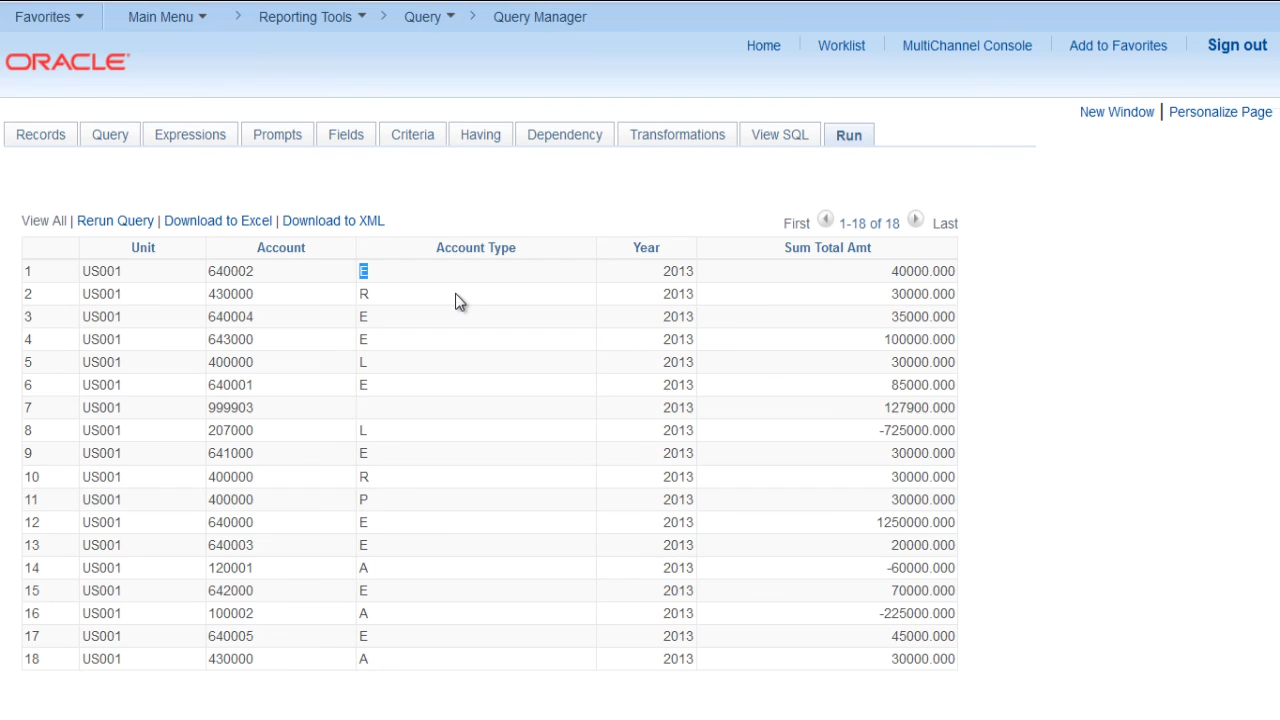 Favorites Main Menu > Reporting Tools > Query > Query Manager
Home Worklist MultiChannel Console Add to Favorites Sign out
ORACLE
New Window | Personalize Page
Records Query Expressions Prompts Fields Criteria Having Dependency Transformations View SQL Run
View All | Rerun Query | Download to Excel | Download to XML First 1-18 of 18 Last
Unit Account Account Type Year Sum Total Amt
1 US001 640002 E 2013 40000.000
2 US001 430000 R 2013 30000.000
3 US001 640004 E 2013 35000.000
4 US001 643000 E 2013 100000.000
5 US001 400000 L 2013 30000.000
6 US001 640001 E 2013 85000.000
7 US001 999903 2013 127900.000
8 US001 207000 L 2013 -725000.000
9 US001 641000 E 2013 30000.000
10 US001 400000 R 2013 30000.000
11 US001 400000 P 2013 30000.000
12 US001 640000 E 2013 1250000.000
13 US001 640003 E 2013 20000.000
14 US001 120001 A 2013 -60000.000
15 US001 642000 E 2013 70000.000
16 US001 100002 A 2013 -225000.000
17 US001 640005 E 2013 45000.000
18 US001 430000 A 2013 30000.000